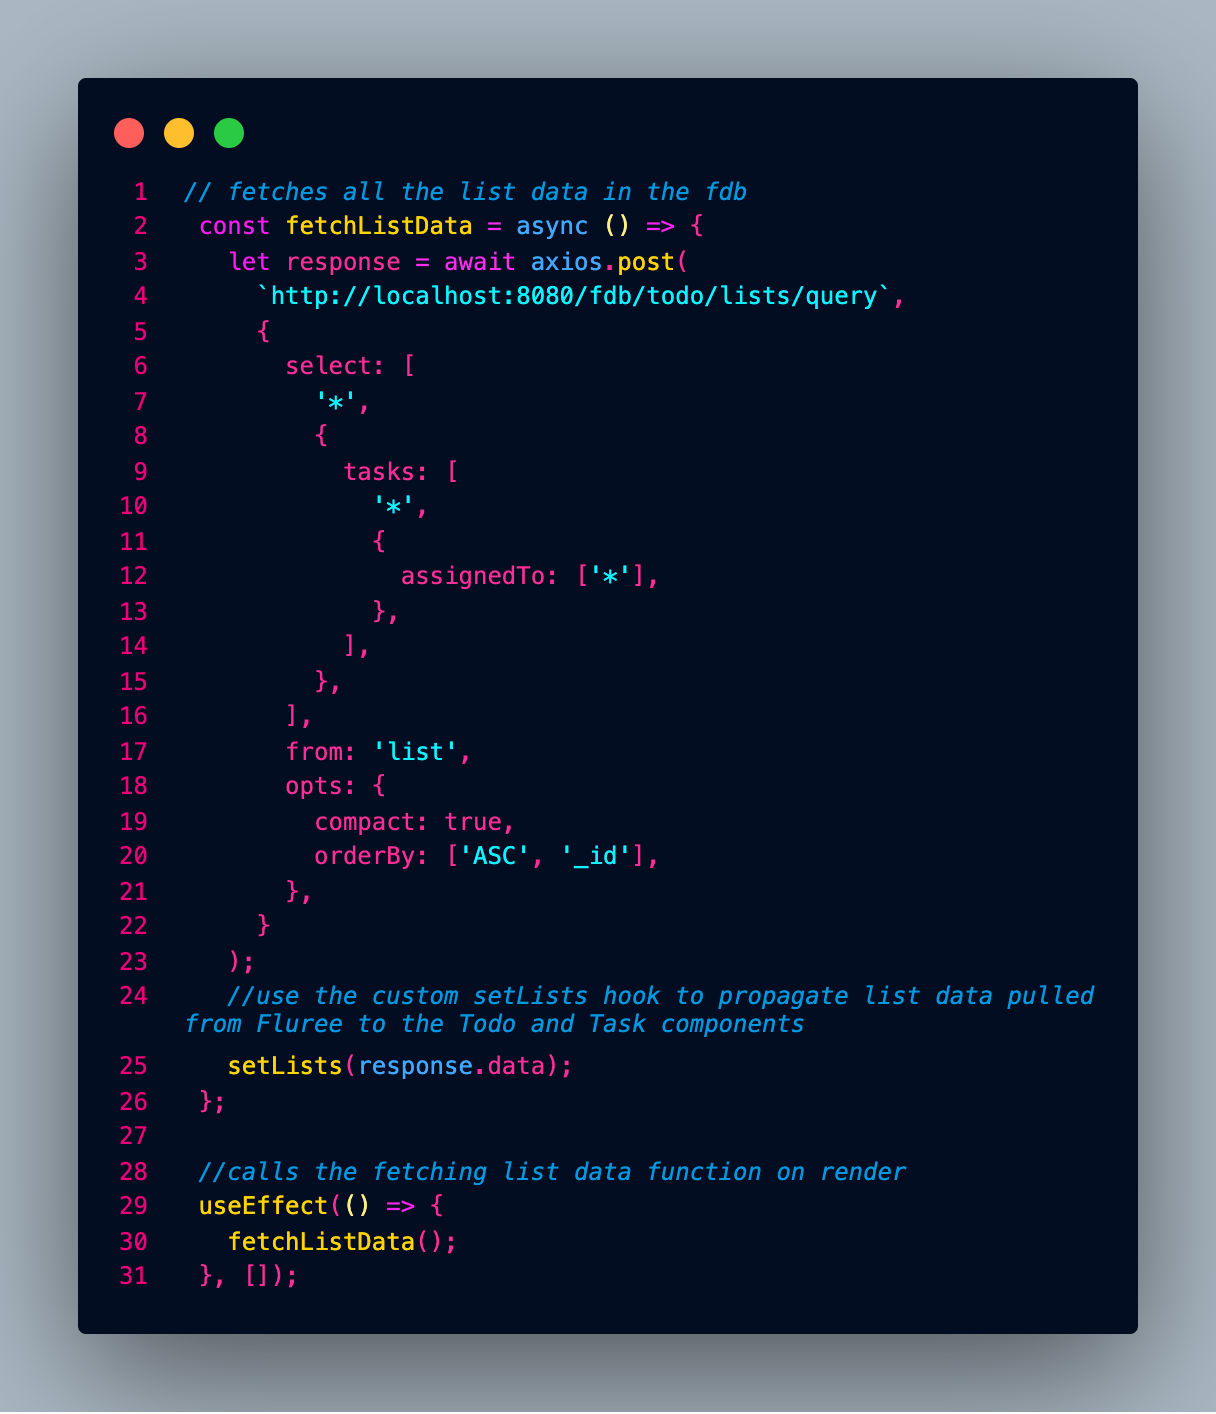 1 // fetches all the list data in the fdb
2 const fetchListData = async () => {
3 let response = await axios.post(
4 `http://localhost:8080/fdb/todo/lists/query`,
5 {
6 select: [
7 '*',
8 {
9 tasks: [
10 '*',
11 {
12 assignedTo: ['*'],
13 },
14 ],
15 },
16 ],
17 from: 'list',
18 opts: {
19 compact: true,
20 orderBy: ['ASC', '_id'],
21 },
22 }
23 );
24 //use the custom setLists hook to propagate list data pulled
from Fluree to the Todo and Task components
25 setLists(response.data);
26 };
27
28 //calls the fetching list data function on render
29 useEffect(() => {
30 fetchListData();
31 }, []);